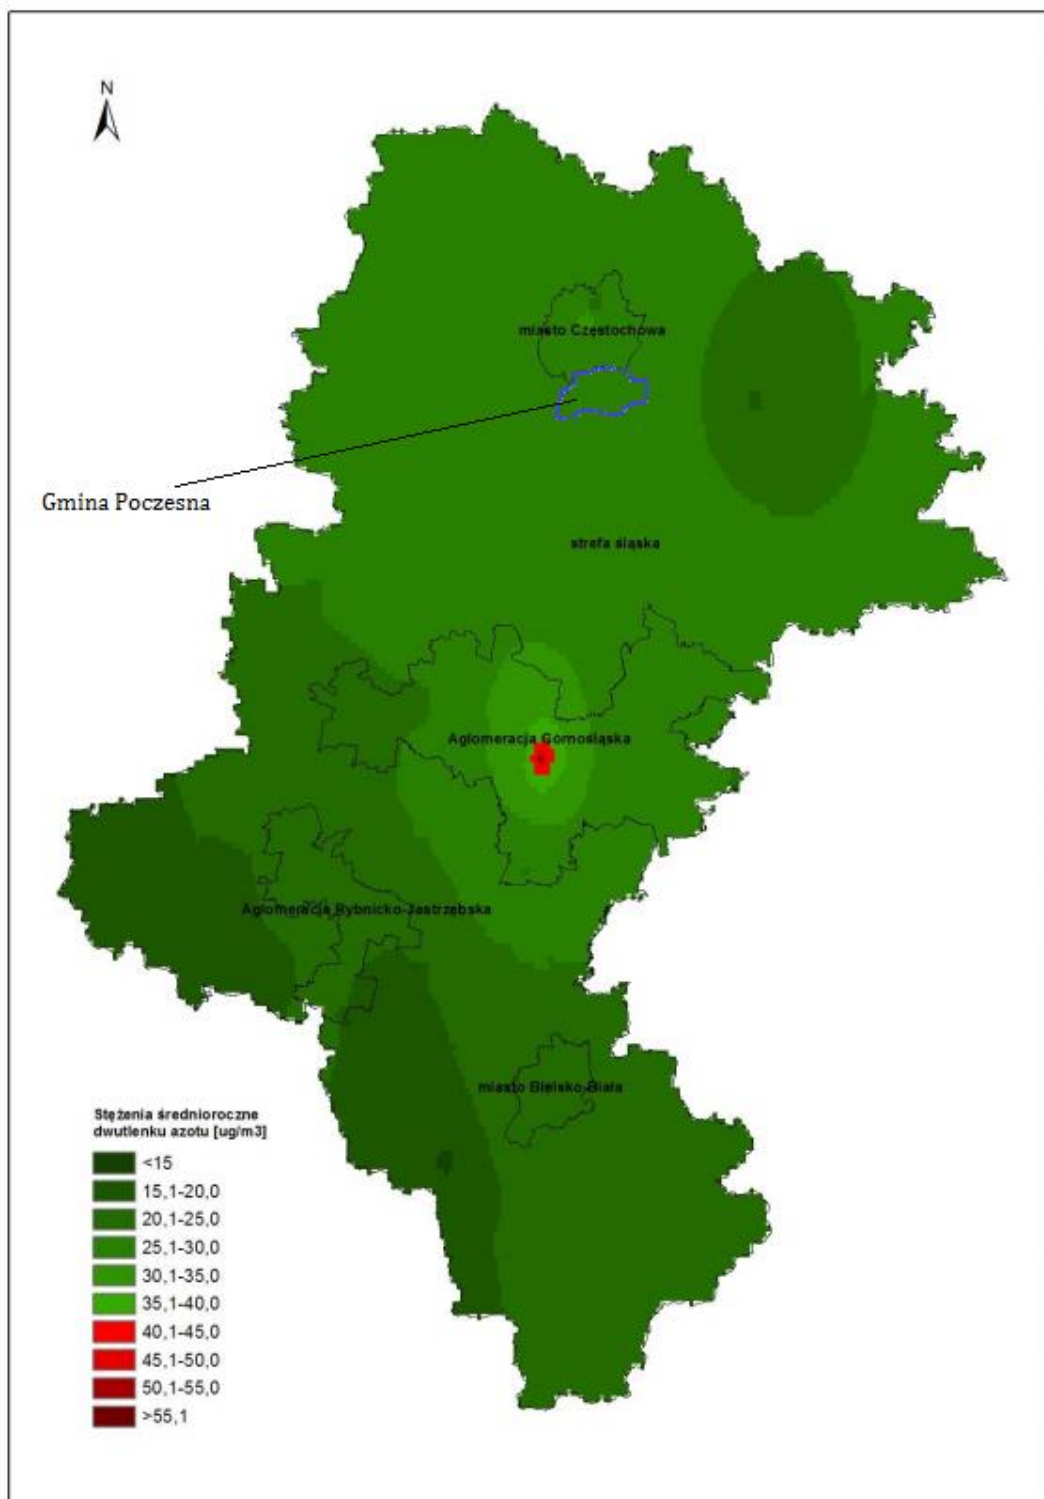 N
miasto Częstochowa
Gmina Poczesna
strefa śląska
Aglomeracja Górnośląska
Aglomeracja Rybnicko-Jastrzębska
miasto Bielsko-Biała
Stężenia średnioroczne
dwutlenku azotu [ug/m3]
<15
15,1-20,0
20,1-25,0
25,1-30,0
30,1-35,0
35,1-40,0
40,1-45,0
45,1-50,0
50,1-55,0
>55,1